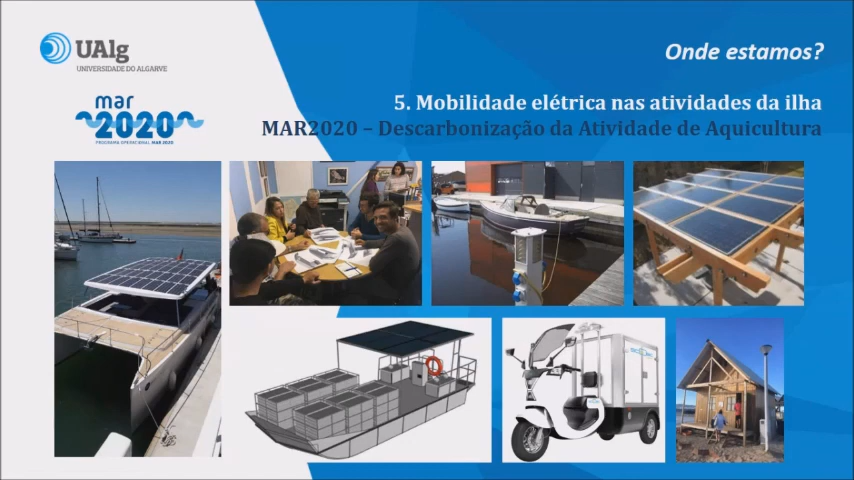 UAlg
UNIVERSIDADE DO ALGARVE
Onde estamos?
mar
2020
PROGRAMA OPERACIONAL MAR 2020
5. Mobilidade elétrica nas atividades da ilha
MAR2020 – Descarbonização da Atividade de Aquicultura